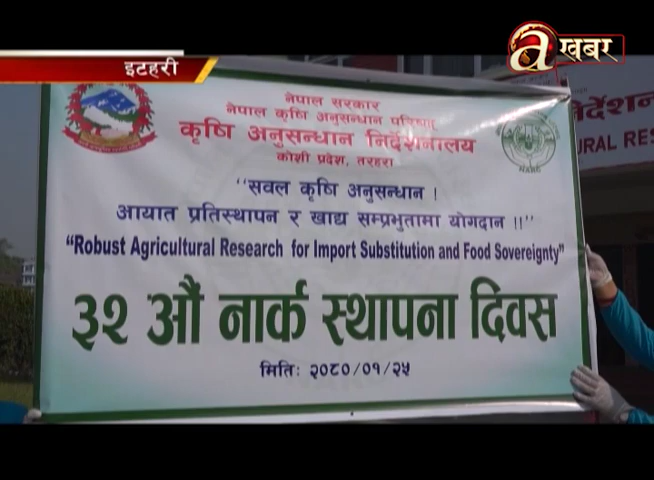 a खबर
इटहरी
नेपाल सरकार
नेपाल कृषि अनुसन्धान परिषद्
कृषि अनुसन्धान निर्देशनालय
कोशी प्रदेश, तरहरा
NARC
"सवल कृषि अनुसन्धान !
आयात प्रतिस्थापन र खाद्य सम्प्रभुतामा योगदान !!"
"Robust Agricultural Research for Import Substitution and Food Sovereignty"
३२ औं नार्क स्थापना दिवस
मितिः २०८०/०१/२५
URAL RES